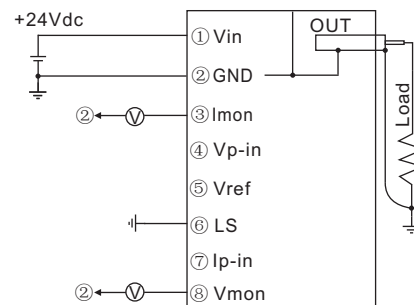 +24Vdc
① Vin
OUT
② GND
② V ③ Imon
④ Vp-in
Load
⑤ Vref
⑥ LS
⑦ Ip-in
② V ⑧ Vmon